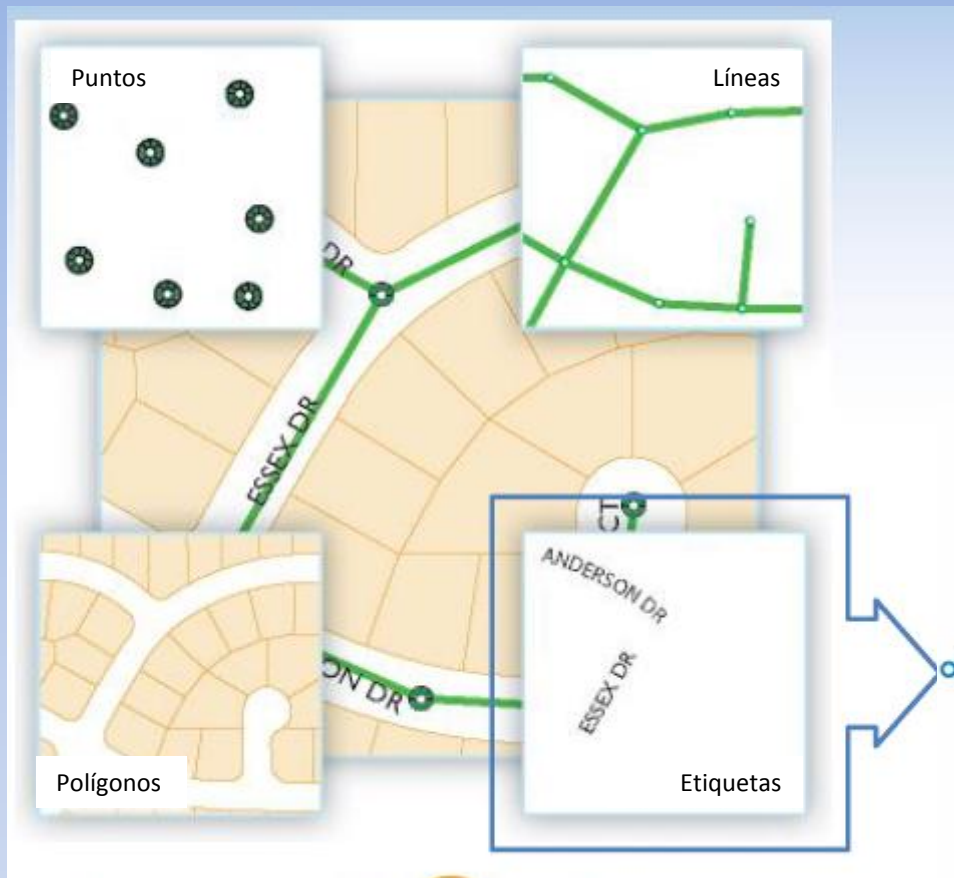 Puntos
Líneas
DR
ESSEX DR
CT
ANDERSON DR
ESSEX DR
ON DR
Polígonos
Etiquetas